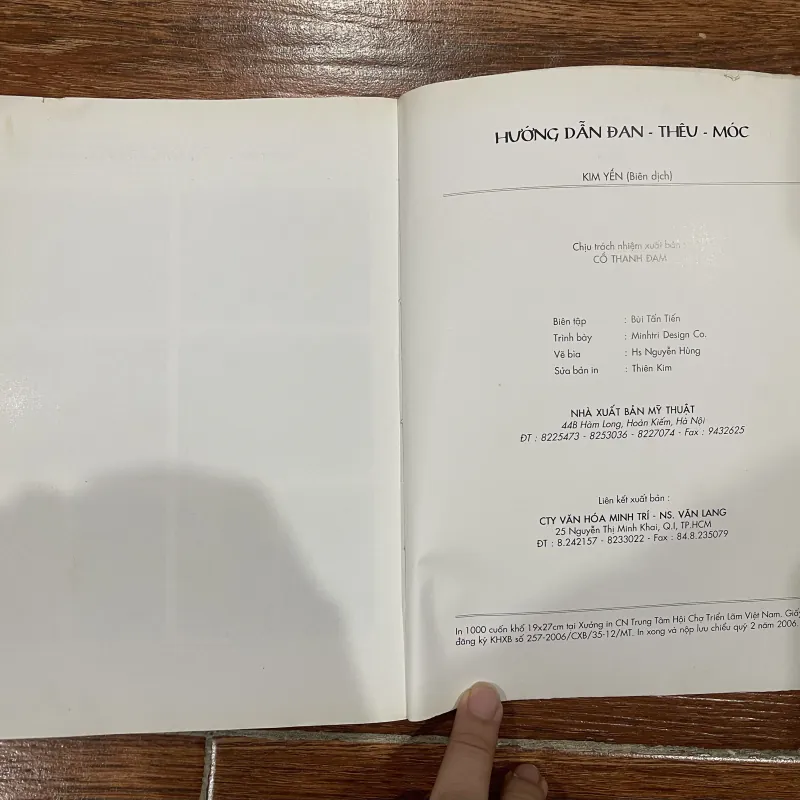 HƯỚNG DẪN ĐAN - THÊU - MÓC
KIM YẾN (Biên dịch)
Chịu trách nhiệm xuất bản :
CỔ THANH ĐAM
Biên tập : Bùi Tấn Tiến
Trình bày : Minhtri Design Co.
Vẽ bìa : Hs Nguyễn Hùng
Sửa bản in : Thiên Kim
NHÀ XUẤT BẢN MỸ THUẬT
44B Hàm Long, Hoàn Kiếm, Hà Nội
ĐT : 8225473 - 8253036 - 8227074 - Fax : 9432625
Liên kết xuất bản :
CTY VĂN HÓA MINH TRÍ - NS. VĂN LANG
25 Nguyễn Thị Minh Khai, Q.I, TP.HCM
ĐT : 8.242157 - 8233022 - Fax : 84.8.235079
In 1000 cuốn khổ 19x27cm tại Xưởng in CN Trung Tâm Hội Chợ Triển Lãm Việt Nam. Giấy
đăng ký KHXB số 257-2006/CXB/35-12/MT. In xong và nộp lưu chiểu quý 2 năm 2006.